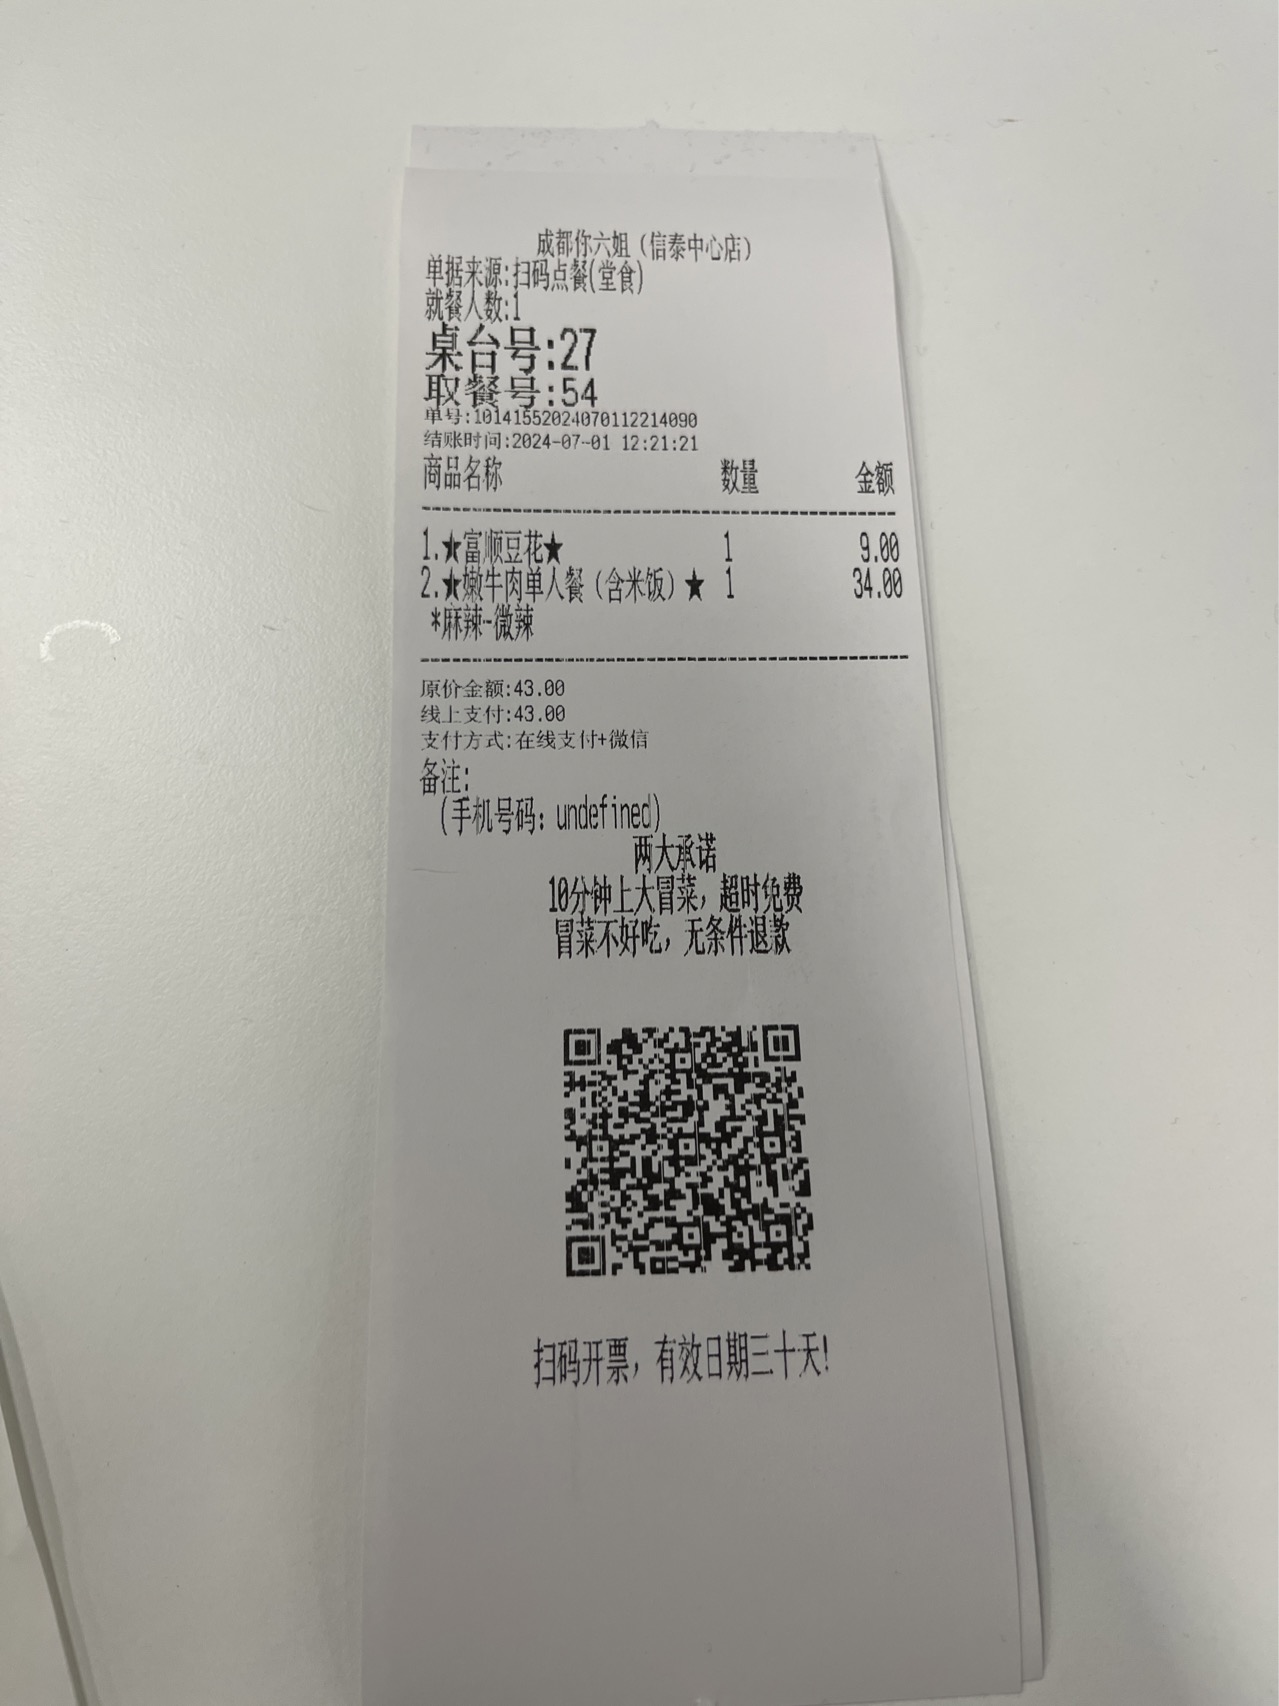 成都你六姐（信泰中心店）
单据来源:扫码点餐(堂食)
就餐人数:1
桌台号:27
取餐号:54
单号:10141552024070112214090
结账时间:2024-07-01 12:21:21
商品名称 数量 金额
1.★富顺豆花★ 1 9.00
2.★嫩牛肉单人餐（含米饭）★ 1 34.00
*麻辣-微辣
原价金额:43.00
线上支付:43.00
支付方式:在线支付+微信
备注:
(手机号码: undefined)
两大承诺
10分钟上大冒菜，超时免费
冒菜不好吃，无条件退款
扫码开票，有效日期三十天!